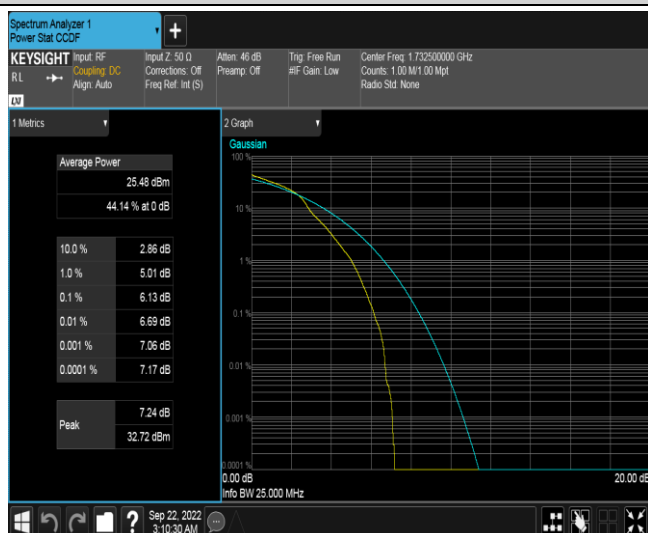 Spectrum Analyzer 1
Power Stat CCDF
KEYSIGHT
RL
LXI
Input: RF
Coupling: DC
Align: Auto
Input Z: 50 Ω
Corrections: Off
Freq Ref: Int (S)
Atten: 46 dB
Preamp: Off
Trig: Free Run
#IF Gain: Low
Center Freq: 1.732500000 GHz
Counts: 1.00 M/1.00 Mpt
Radio Std: None
1 Metrics
Average Power
25.48 dBm
44.14 % at 0 dB
10.0 % 2.86 dB
1.0 % 5.01 dB
0.1 % 6.13 dB
0.01 % 6.69 dB
0.001 % 7.06 dB
0.0001 % 7.17 dB
Peak
7.24 dB
32.72 dBm
2 Graph
Gaussian
100 %
10 %
1 %
0.1 %
0.01 %
0.001 %
0.0001 %
0.00 dB 20.00 dB
Info BW 25.000 MHz
?
Sep 22, 2022
3:10:30 AM